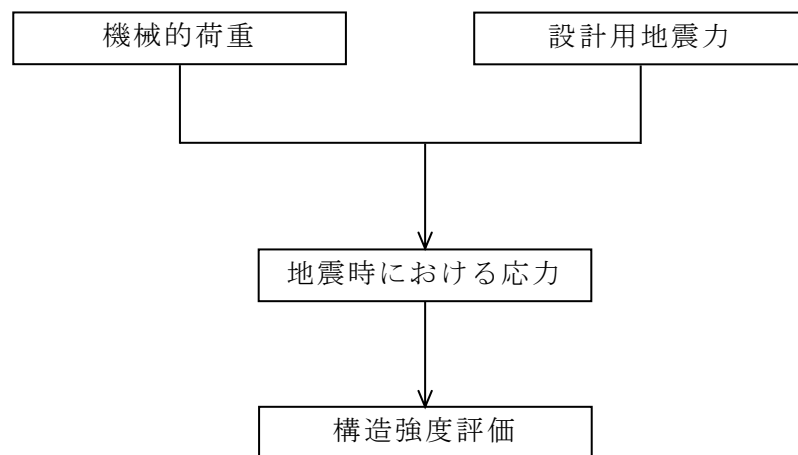 機械的荷重
設計用地震力
地震時における応力
構造強度評価